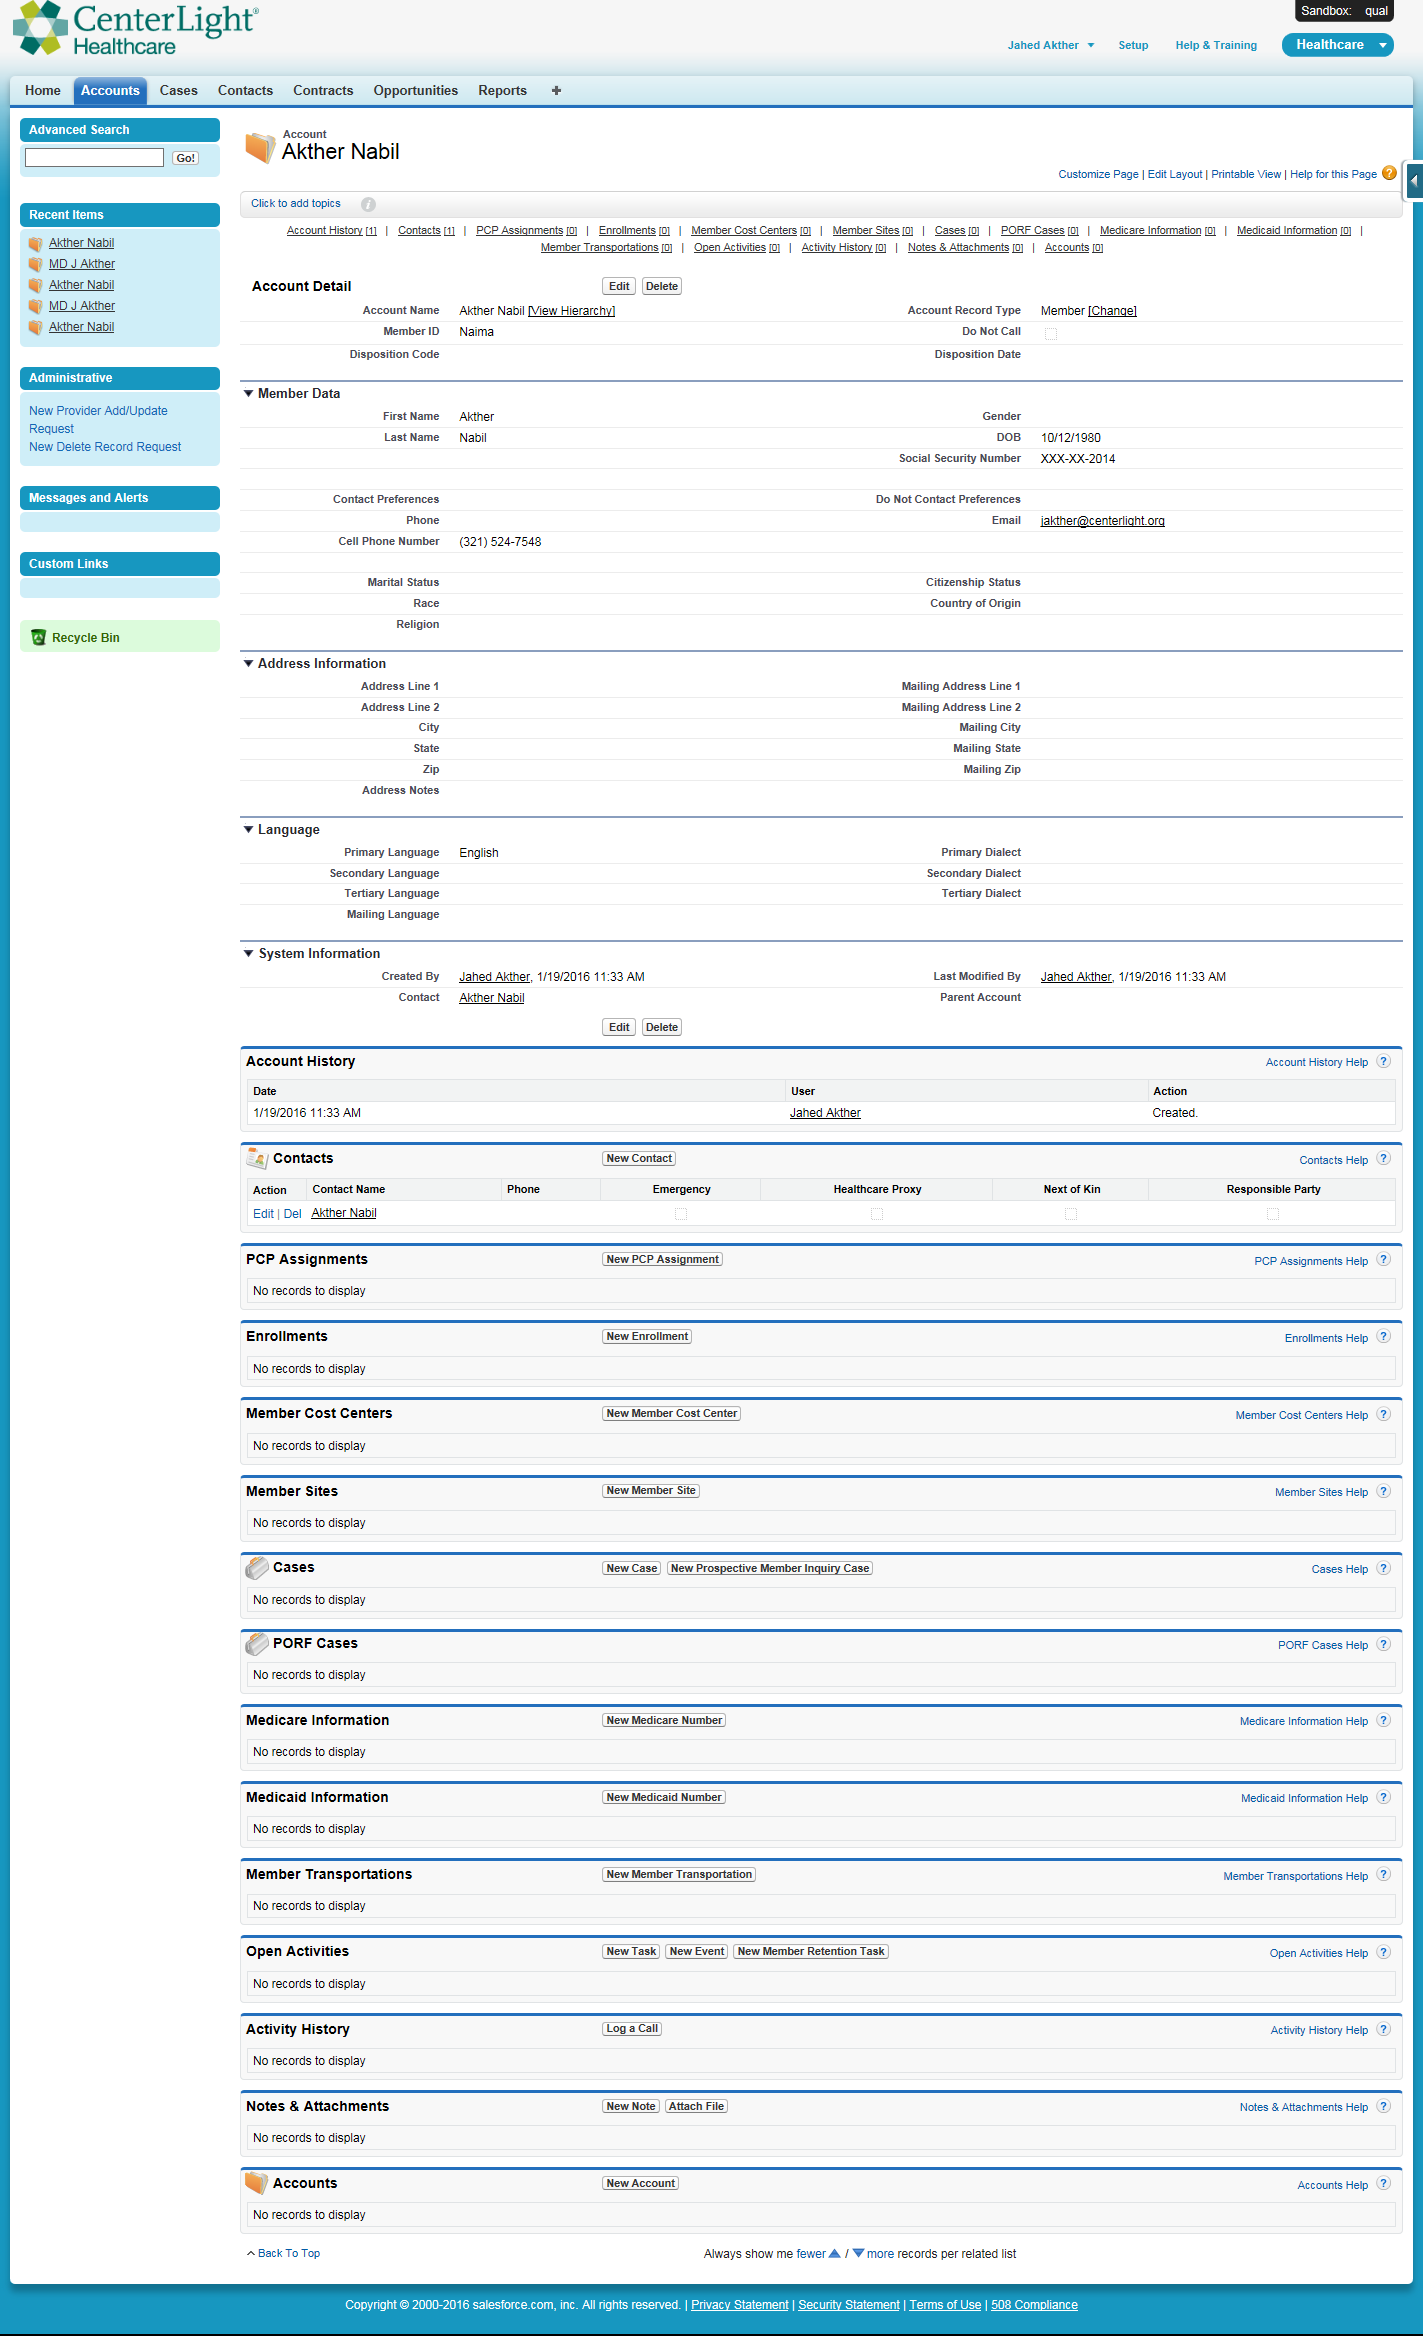 CenterLight®
Healthcare
Sandbox: qual
Jahed Akther Setup Help & Training Healthcare
Home Accounts Cases Contacts Contracts Opportunities Reports +
Advanced Search
Go!
Recent Items
Akther Nabil
MD J Akther
Akther Nabil
MD J Akther
Akther Nabil
Administrative
New Provider Add/Update
Request
New Delete Record Request
Messages and Alerts
Custom Links
Recycle Bin
Account
Akther Nabil
Customize Page | Edit Layout | Printable View | Help for this Page ?
Click to add topics i
Account History [1] | Contacts [1] | PCP Assignments [0] | Enrollments [0] | Member Cost Centers [0] | Member Sites [0] | Cases [0] | PORF Cases [0] | Medicare Information [0] | Medicaid Information [0] |
Member Transportations [0] | Open Activities [0] | Activity History [0] | Notes & Attachments [0] | Accounts [0]
Account Detail Edit Delete
Account Name Akther Nabil [View Hierarchy] Account Record Type Member [Change]
Member ID Naima Do Not Call
Disposition Code Disposition Date
Member Data
First Name Akther Gender
Last Name Nabil DOB 10/12/1980
Social Security Number XXX-XX-2014
Contact Preferences Do Not Contact Preferences
Phone Email jakther@centerlight.org
Cell Phone Number (321) 524-7548
Marital Status Citizenship Status
Race Country of Origin
Religion
Address Information
Address Line 1 Mailing Address Line 1
Address Line 2 Mailing Address Line 2
City Mailing City
State Mailing State
Zip Mailing Zip
Address Notes
Language
Primary Language English Primary Dialect
Secondary Language Secondary Dialect
Tertiary Language Tertiary Dialect
Mailing Language
System Information
Created By Jahed Akther, 1/19/2016 11:33 AM Last Modified By Jahed Akther, 1/19/2016 11:33 AM
Contact Akther Nabil Parent Account
Edit Delete
Account History Account History Help ?
Date User Action
1/19/2016 11:33 AM Jahed Akther Created.
Contacts New Contact Contacts Help ?
Action Contact Name Phone Emergency Healthcare Proxy Next of Kin Responsible Party
Edit | Del Akther Nabil
PCP Assignments New PCP Assignment PCP Assignments Help ?
No records to display
Enrollments New Enrollment Enrollments Help ?
No records to display
Member Cost Centers New Member Cost Center Member Cost Centers Help ?
No records to display
Member Sites New Member Site Member Sites Help ?
No records to display
Cases New Case New Prospective Member Inquiry Case Cases Help ?
No records to display
PORF Cases PORF Cases Help ?
No records to display
Medicare Information New Medicare Number Medicare Information Help ?
No records to display
Medicaid Information New Medicaid Number Medicaid Information Help ?
No records to display
Member Transportations New Member Transportation Member Transportations Help ?
No records to display
Open Activities New Task New Event New Member Retention Task Open Activities Help ?
No records to display
Activity History Log a Call Activity History Help ?
No records to display
Notes & Attachments New Note Attach File Notes & Attachments Help ?
No records to display
Accounts New Account Accounts Help ?
No records to display
Back To Top Always show me fewer / more records per related list
Copyright © 2000-2016 salesforce.com, inc. All rights reserved. | Privacy Statement | Security Statement | Terms of Use | 508 Compliance